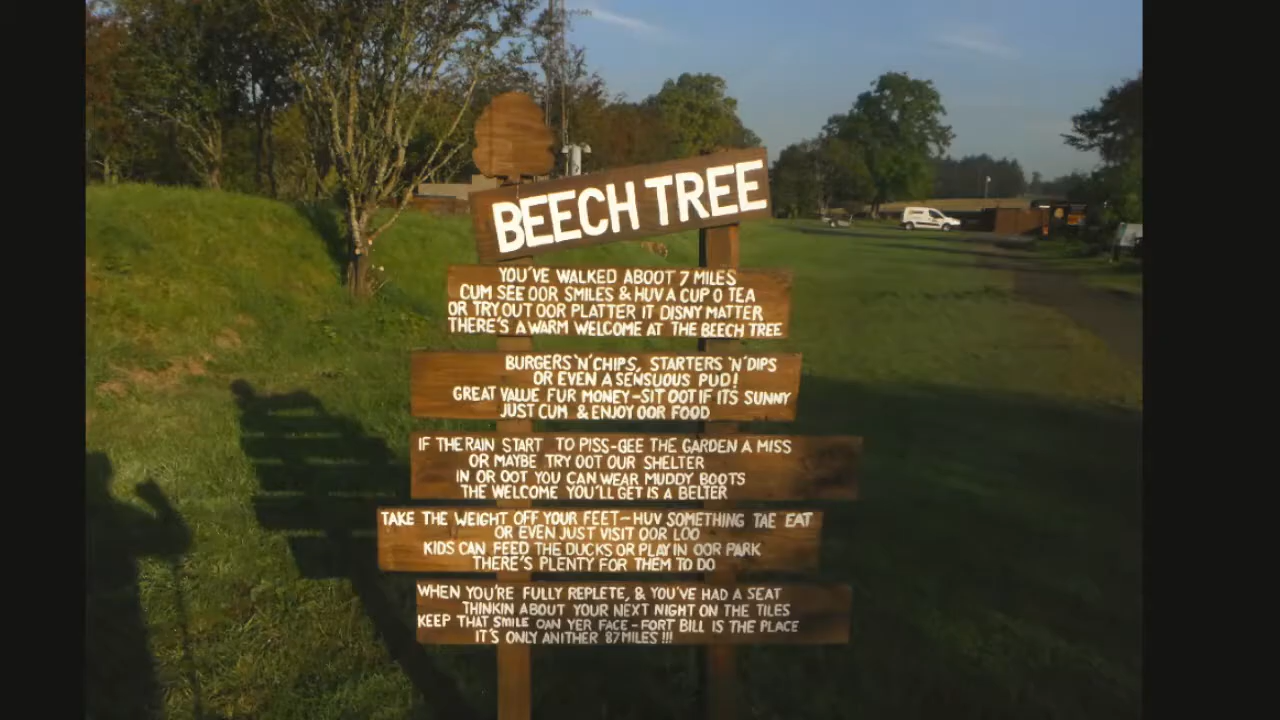 BEECH TREE
YOU'VE WALKED ABOOT 7 MILES
CUM SEE OOR SMILES & HUV A CUP O TEA
OR TRY OUT OOR PLATTER IT DISNY MATTER
THERE'S A WARM WELCOME AT THE BEECH TREE
BURGERS 'N' CHIPS, STARTERS 'N' DIPS
OR EVEN A SENSUOUS PUD!
GREAT VALUE FUR MONEY-SIT OOT IF ITS SUNNY
JUST CUM & ENJOY OOR FOOD
IF THE RAIN START TO PISS-GEE THE GARDEN A MISS
OR MAYBE TRY OOT OUR SHELTER
IN OR OOT YOU CAN WEAR MUDDY BOOTS
THE WELCOME YOU'LL GET IS A BELTER
TAKE THE WEIGHT OFF YOUR FEET-HUV SOMETHING TAE EAT
OR EVEN JUST VISIT OOR LOO
KIDS CAN FEED THE DUCKS OR PLAY IN OOR PARK
THERE'S PLENTY FOR THEM TO DO
WHEN YOU'RE FULLY REPLETE, & YOU'VE HAD A SEAT
THINKIN ABOUT YOUR NEXT NIGHT ON THE TILES
KEEP THAT SMILE OAN YER FACE-FORT BILL IS THE PLACE
IT'S ONLY ANITHER 87 MILES !!!